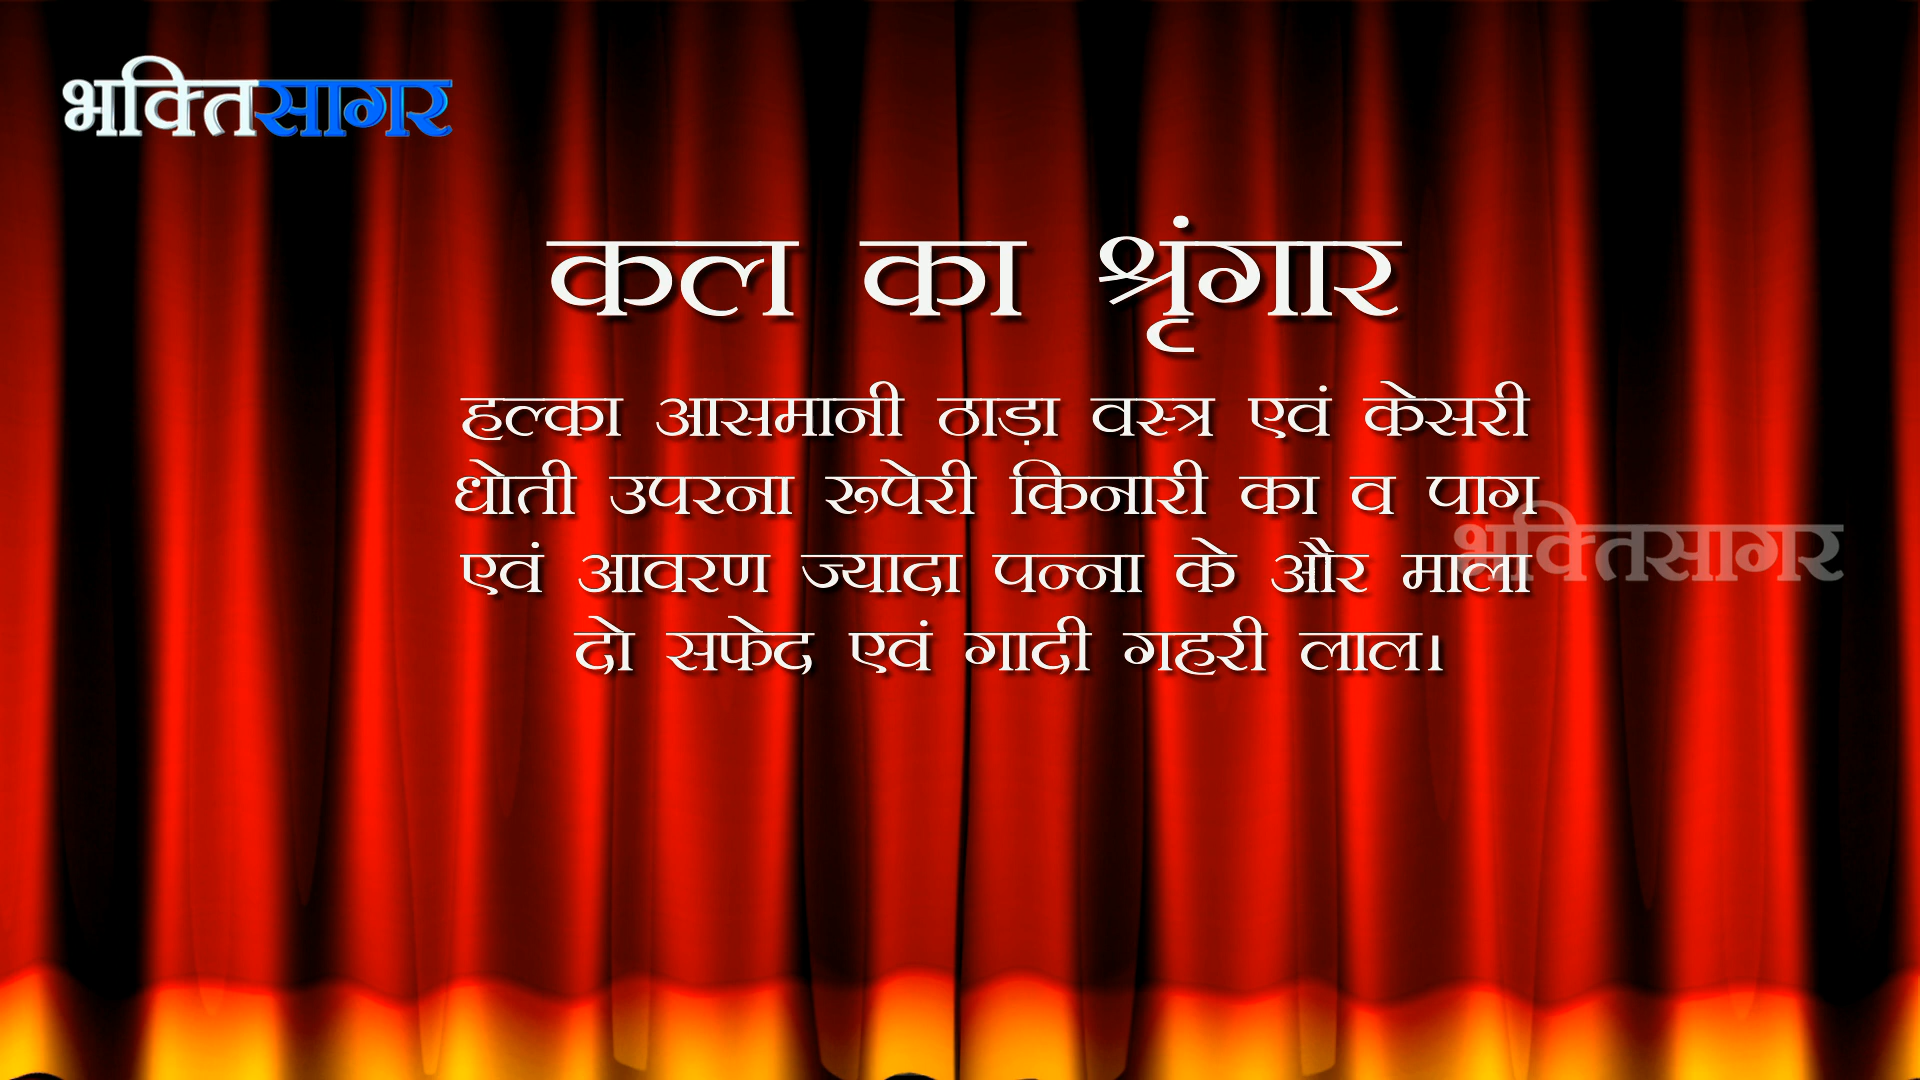 भक्तिसागर
कल का श्रृंगार
हल्का आसमानी ठाड़ा वस्त्र एवं केसरी
धोती उपरना रूपेरी किनारी का व पाग
एवं आवरण ज्यादा पन्ना के और माला
दो सफेद एवं गादी गहरी लाल।
भक्तिसागर